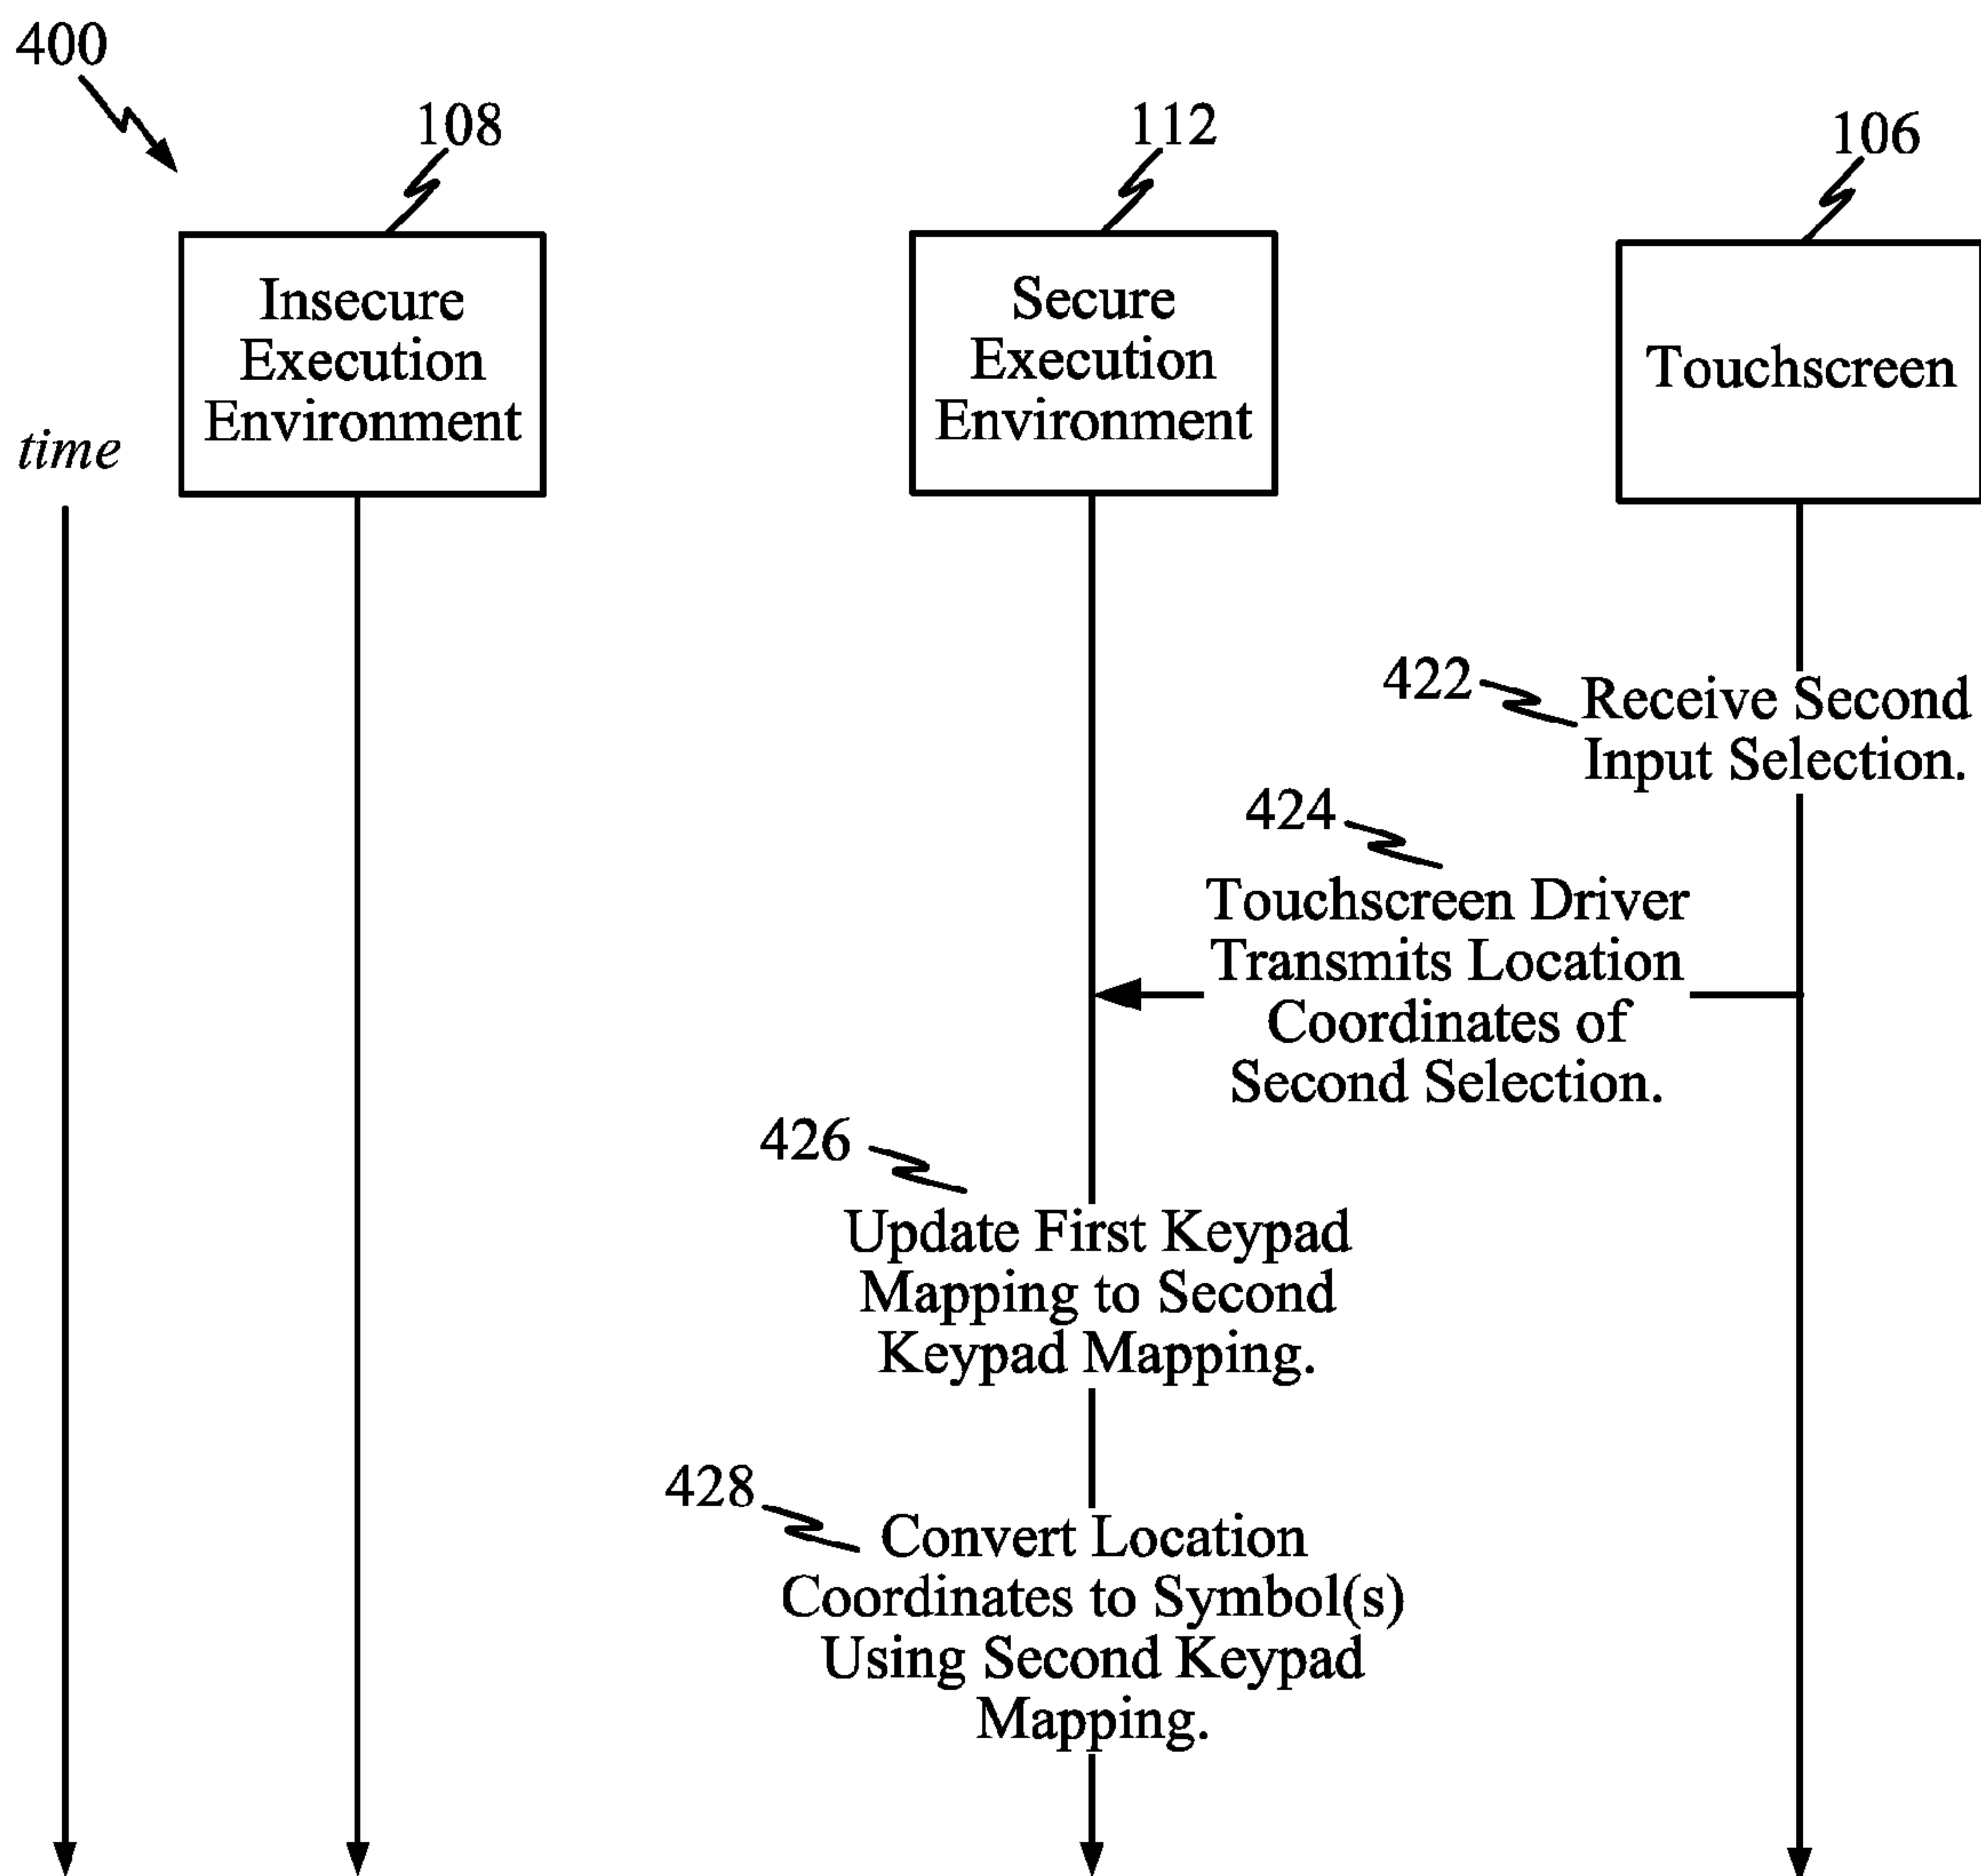 400
108
112
106
Insecure
Execution
Environment
Secure
Execution
Environment
Touchscreen
time
422
Receive Second
Input Selection.
424
Touchscreen Driver
Transmits Location
Coordinates of
Second Selection.
426
Update First Keypad
Mapping to Second
Keypad Mapping.
428
Convert Location
Coordinates to Symbol(s)
Using Second Keypad
Mapping.